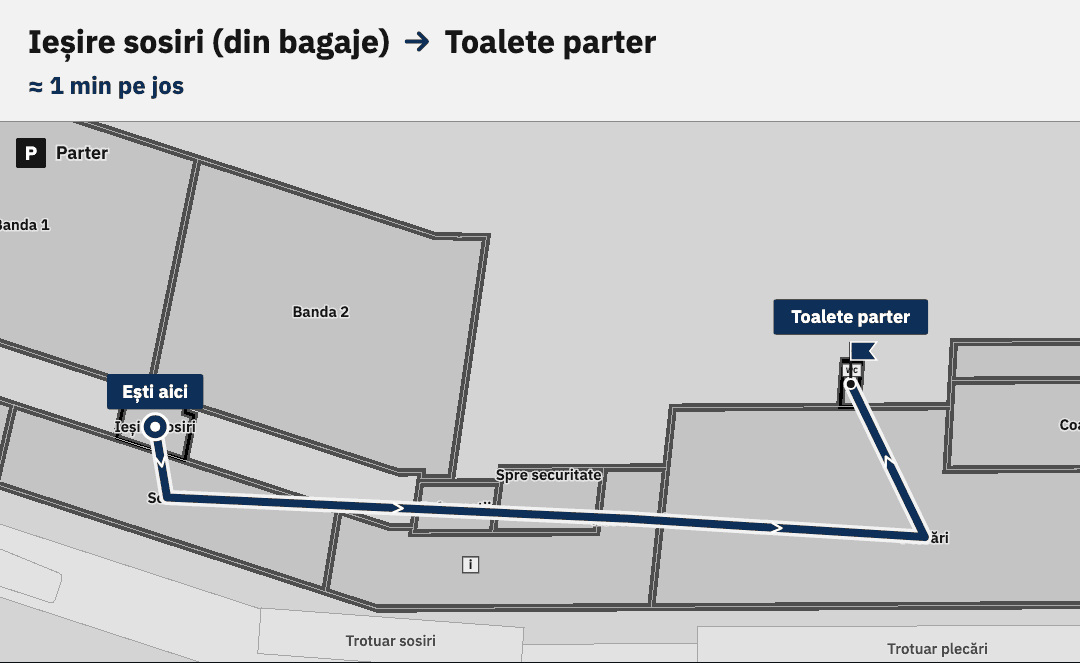 Ieșire sosiri (din bagaje) → Toalete parter
≈ 1 min pe jos
P Parter
Banda 1
Banda 2
Toalete parter
WC
Ești aici
Spre securitate
i
Trotuar sosiri
Trotuar plecări